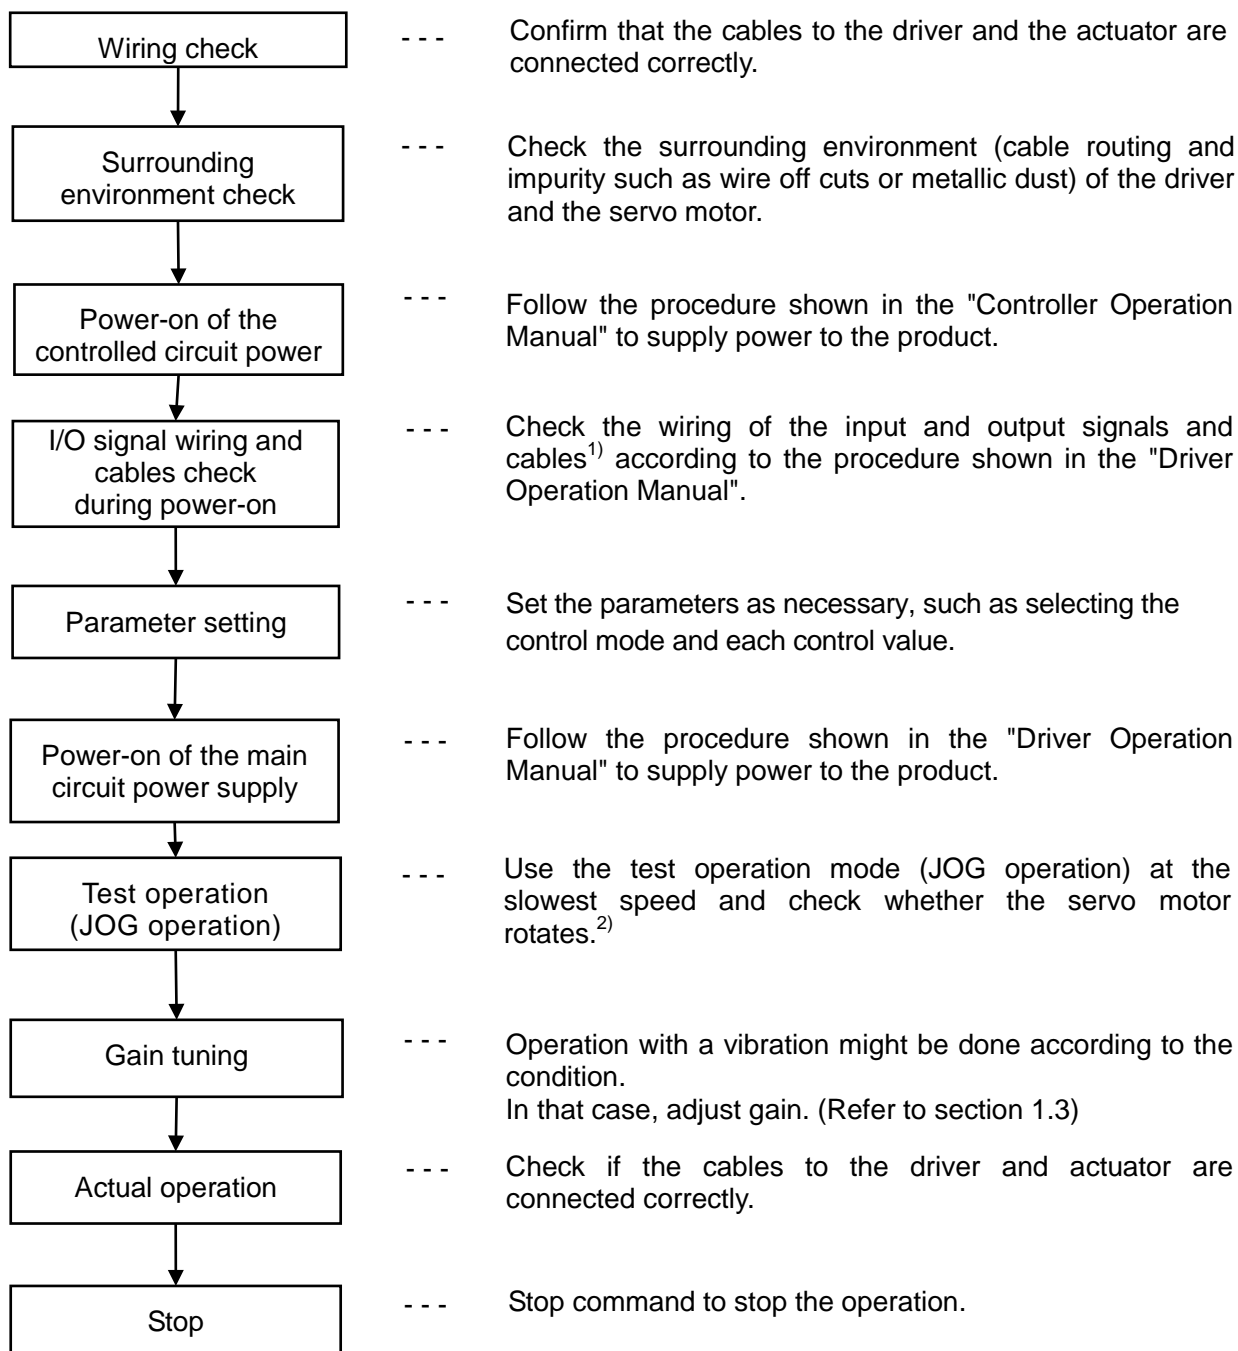 Wiring check
- - -
Confirm that the cables to the driver and the actuator are
connected correctly.
Surrounding
environment check
- - -
Check the surrounding environment (cable routing and
impurity such as wire off cuts or metallic dust) of the driver
and the servo motor.
Power-on of the
controlled circuit power
- - -
Follow the procedure shown in the "Controller Operation
Manual" to supply power to the product.
I/O signal wiring and
cables check
during power-on
- - -
Check the wiring of the input and output signals and
cables1) according to the procedure shown in the "Driver
Operation Manual".
Parameter setting
- - -
Set the parameters as necessary, such as selecting the
control mode and each control value.
Power-on of the main
circuit power supply
- - -
Follow the procedure shown in the "Driver Operation
Manual" to supply power to the product.
Test operation
(JOG operation)
- - -
Use the test operation mode (JOG operation) at the
slowest speed and check whether the servo motor
rotates.2)
Gain tuning
- - -
Operation with a vibration might be done according to the
condition.
In that case, adjust gain. (Refer to section 1.3)
Actual operation
- - -
Check if the cables to the driver and actuator are
connected correctly.
Stop
- - -
Stop command to stop the operation.